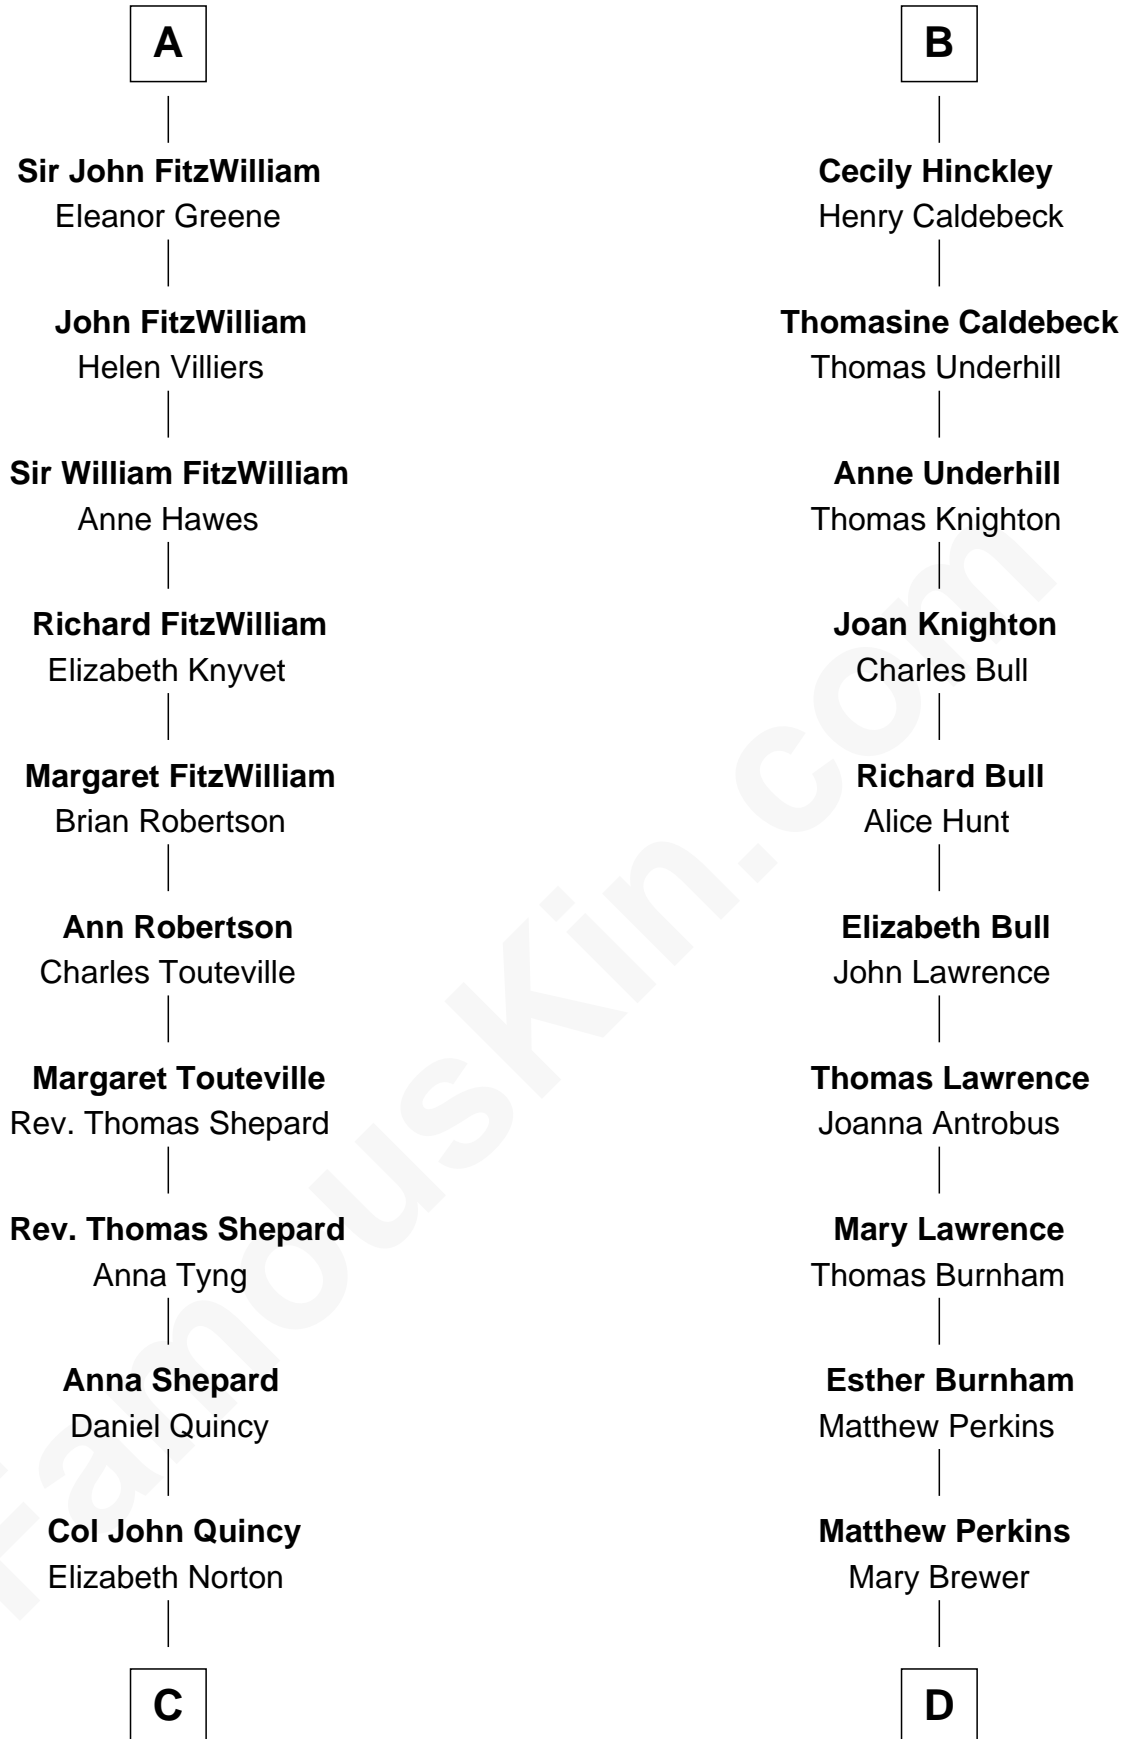 A
Sir John FitzWilliam
Eleanor Greene
John FitzWilliam
Helen Villiers
Sir William FitzWilliam
Anne Hawes
Richard FitzWilliam
Elizabeth Knyvet
Margaret FitzWilliam
Brian Robertson
Ann Robertson
Charles Touteville
Margaret Touteville
Rev. Thomas Shepard
Rev. Thomas Shepard
Anna Tyng
Anna Shepard
Daniel Quincy
Col John Quincy
Elizabeth Norton
C
B
Cecily Hinckley
Henry Caldebeck
Thomasine Caldebeck
Thomas Underhill
Anne Underhill
Thomas Knighton
Joan Knighton
Charles Bull
Richard Bull
Alice Hunt
Elizabeth Bull
John Lawrence
Thomas Lawrence
Joanna Antrobus
Mary Lawrence
Thomas Burnham
Esther Burnham
Matthew Perkins
Matthew Perkins
Mary Brewer
D
FamousKin.com